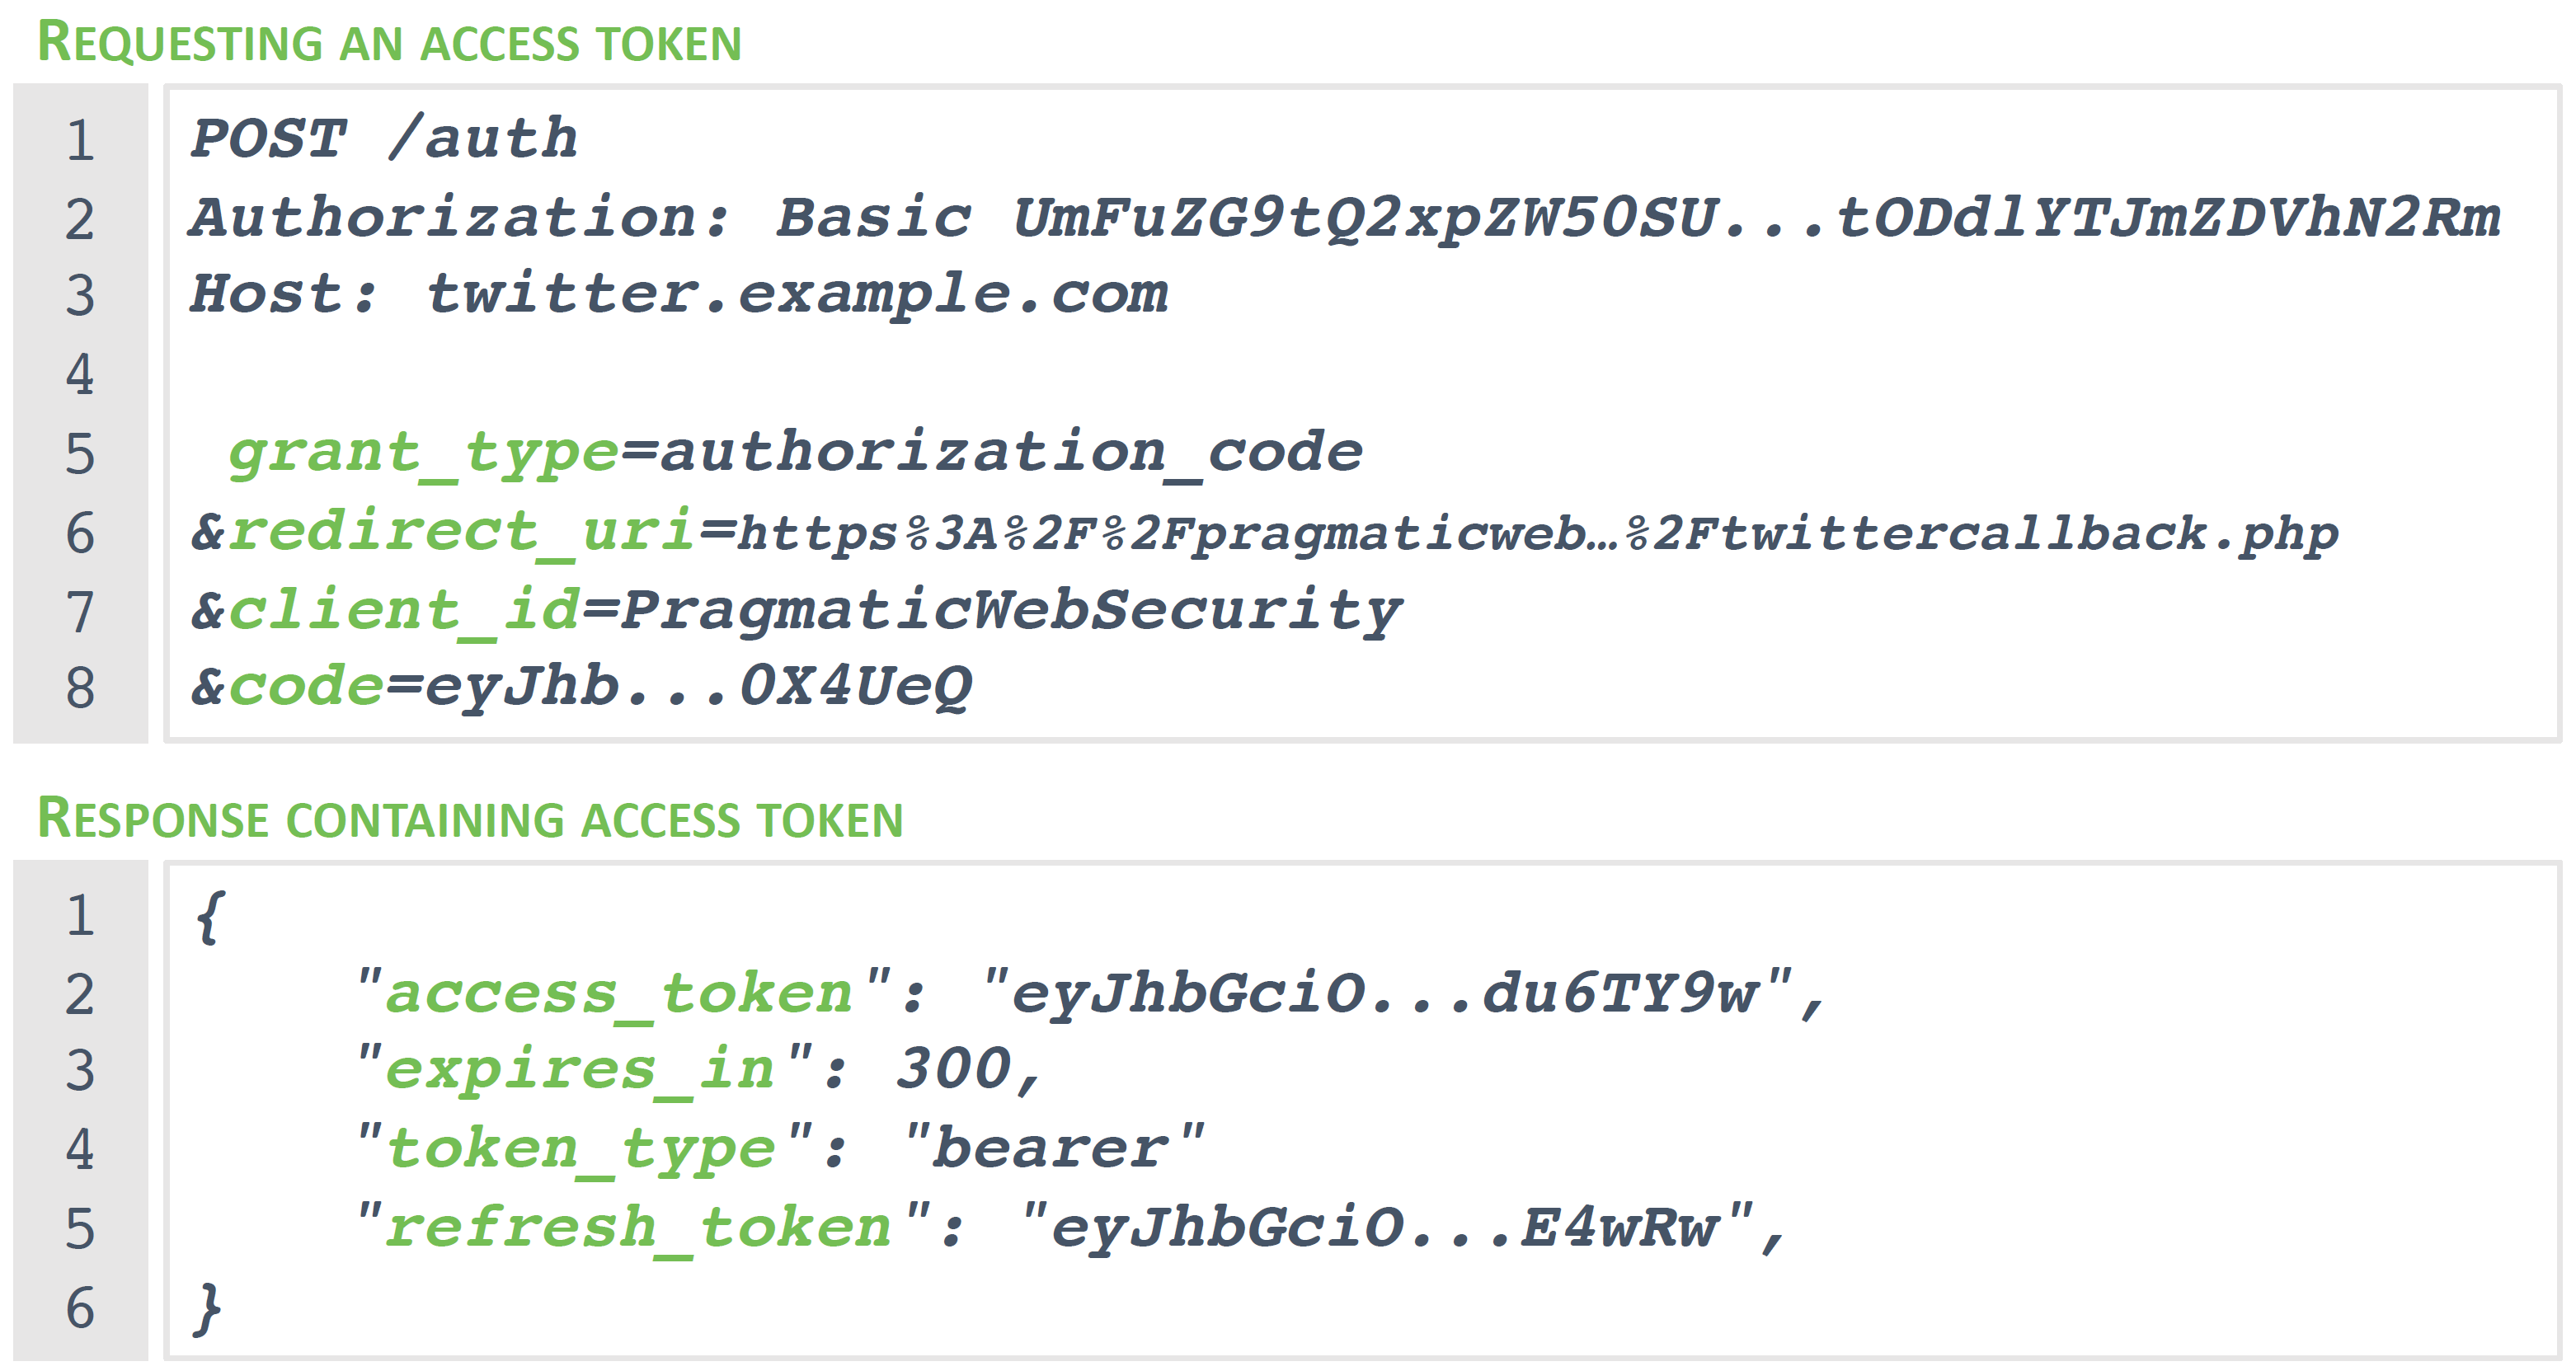 REQUESTING AN ACCESS TOKEN
1 POST /auth
2 Authorization: Basic UmFuZG9tQ2xpZW50SU...tODdlYTJmZDVhN2Rm
3 Host: twitter.example.com
4
5 grant_type=authorization_code
6 &redirect_uri=https%3A%2F%2Fpragmaticweb…%2Ftwittercallback.php
7 &client_id=PragmaticWebSecurity
8 &code=eyJhb...0X4UeQ
RESPONSE CONTAINING ACCESS TOKEN
1 {
2 "access_token": "eyJhbGciO...du6TY9w",
3 "expires_in": 300,
4 "token_type": "bearer"
5 "refresh_token": "eyJhbGciO...E4wRw",
6 }